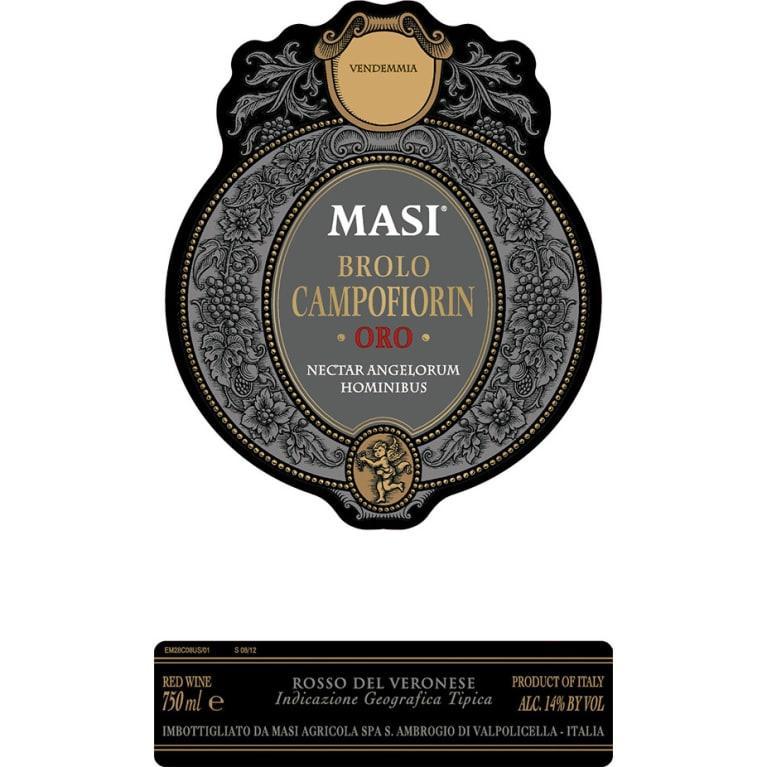 VENDEMMIA
MASI®
BROLO
CAMPOFIORIN
· ORO ·
NECTAR ANGELORUM
HOMINIBUS
EM28C08US/01 S 08/12
RED WINE
750 ml e
ROSSO DEL VERONESE
Indicazione Geografica Tipica
PRODUCT OF ITALY
ALC. 14% BY VOL
IMBOTTIGLIATO DA MASI AGRICOLA SPA S. AMBROGIO DI VALPOLICELLA - ITALIA